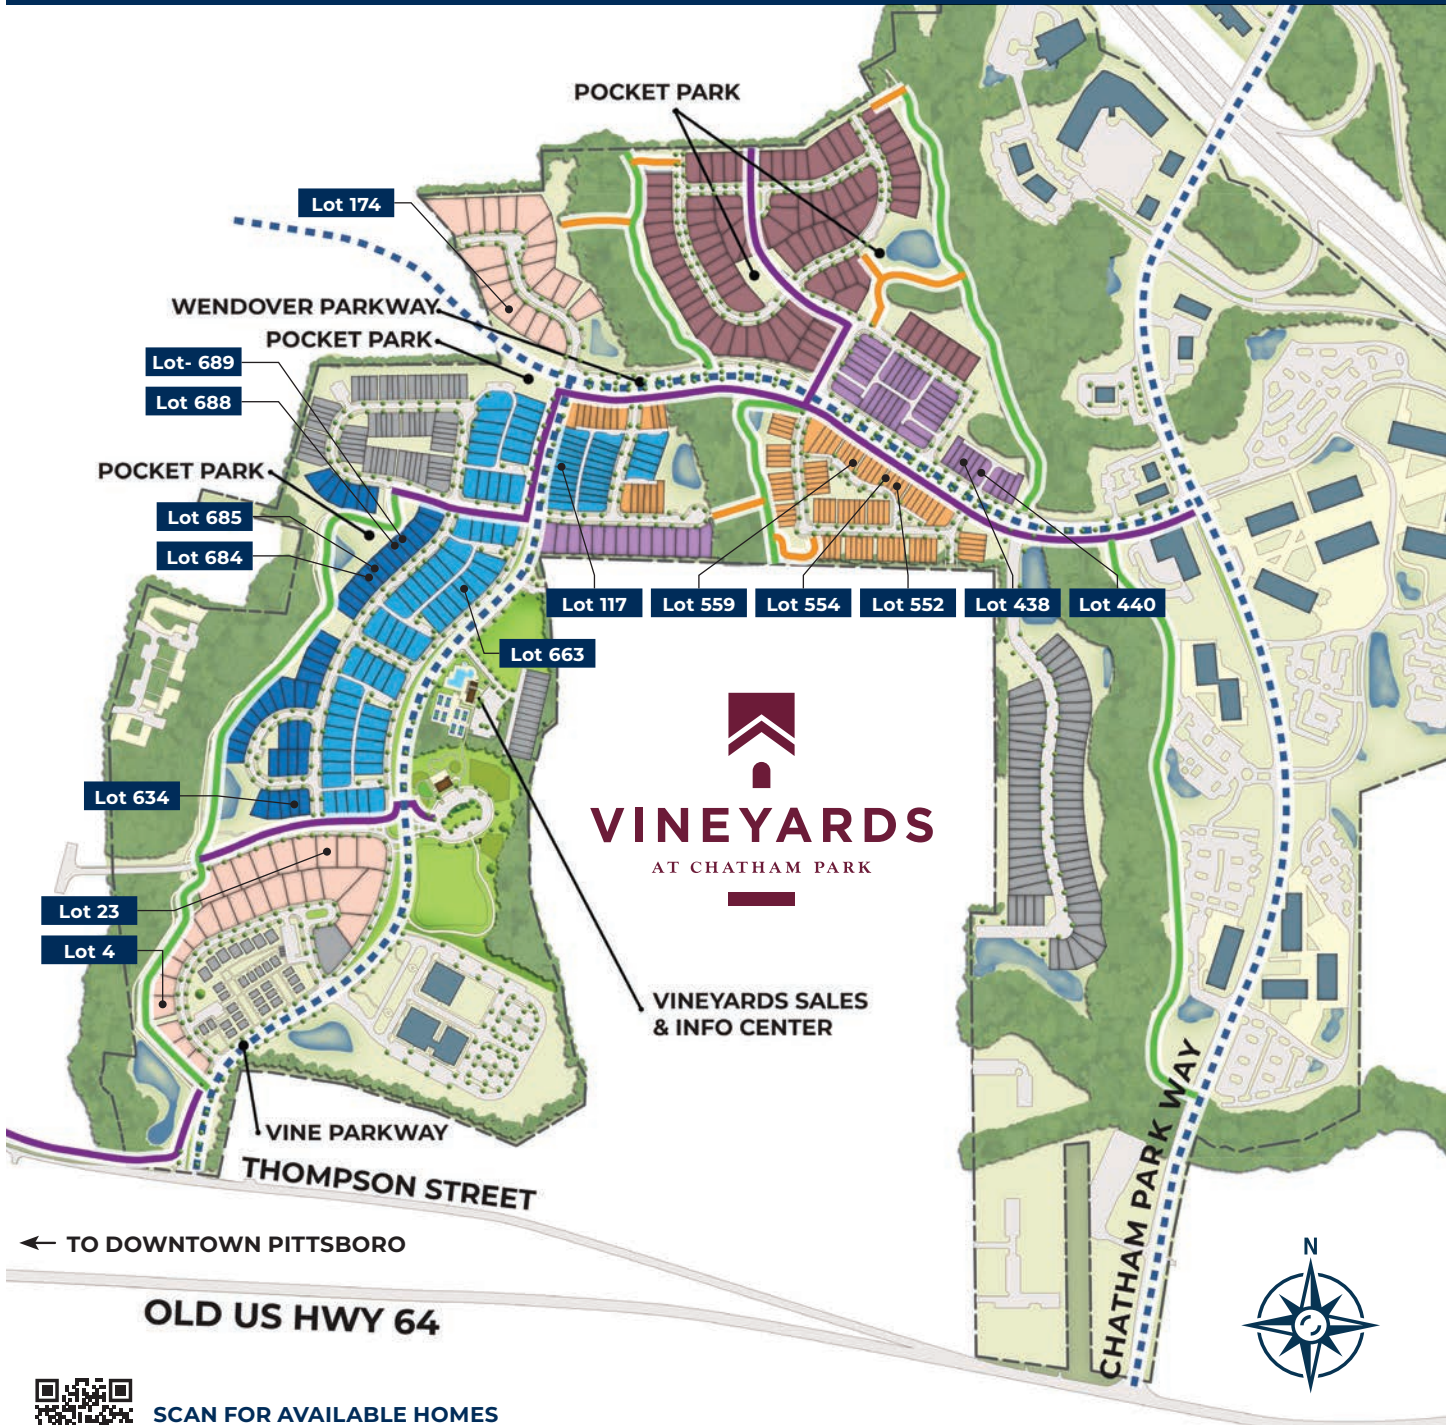 POCKET PARK
Lot 174
WENDOVER PARKWAY
POCKET PARK
Lot- 689
Lot 688
POCKET PARK
Lot 685
Lot 684
Lot 117
Lot 559
Lot 554
Lot 552
Lot 438
Lot 440
Lot 663
VINEYARDS
AT CHATHAM PARK
Lot 634
Lot 23
Lot 4
VINEYARDS SALES
& INFO CENTER
VINE PARKWAY
THOMPSON STREET
CHATHAM PARK WAY
TO DOWNTOWN PITTSBORO
N
OLD US HWY 64
SCAN FOR AVAILABLE HOMES